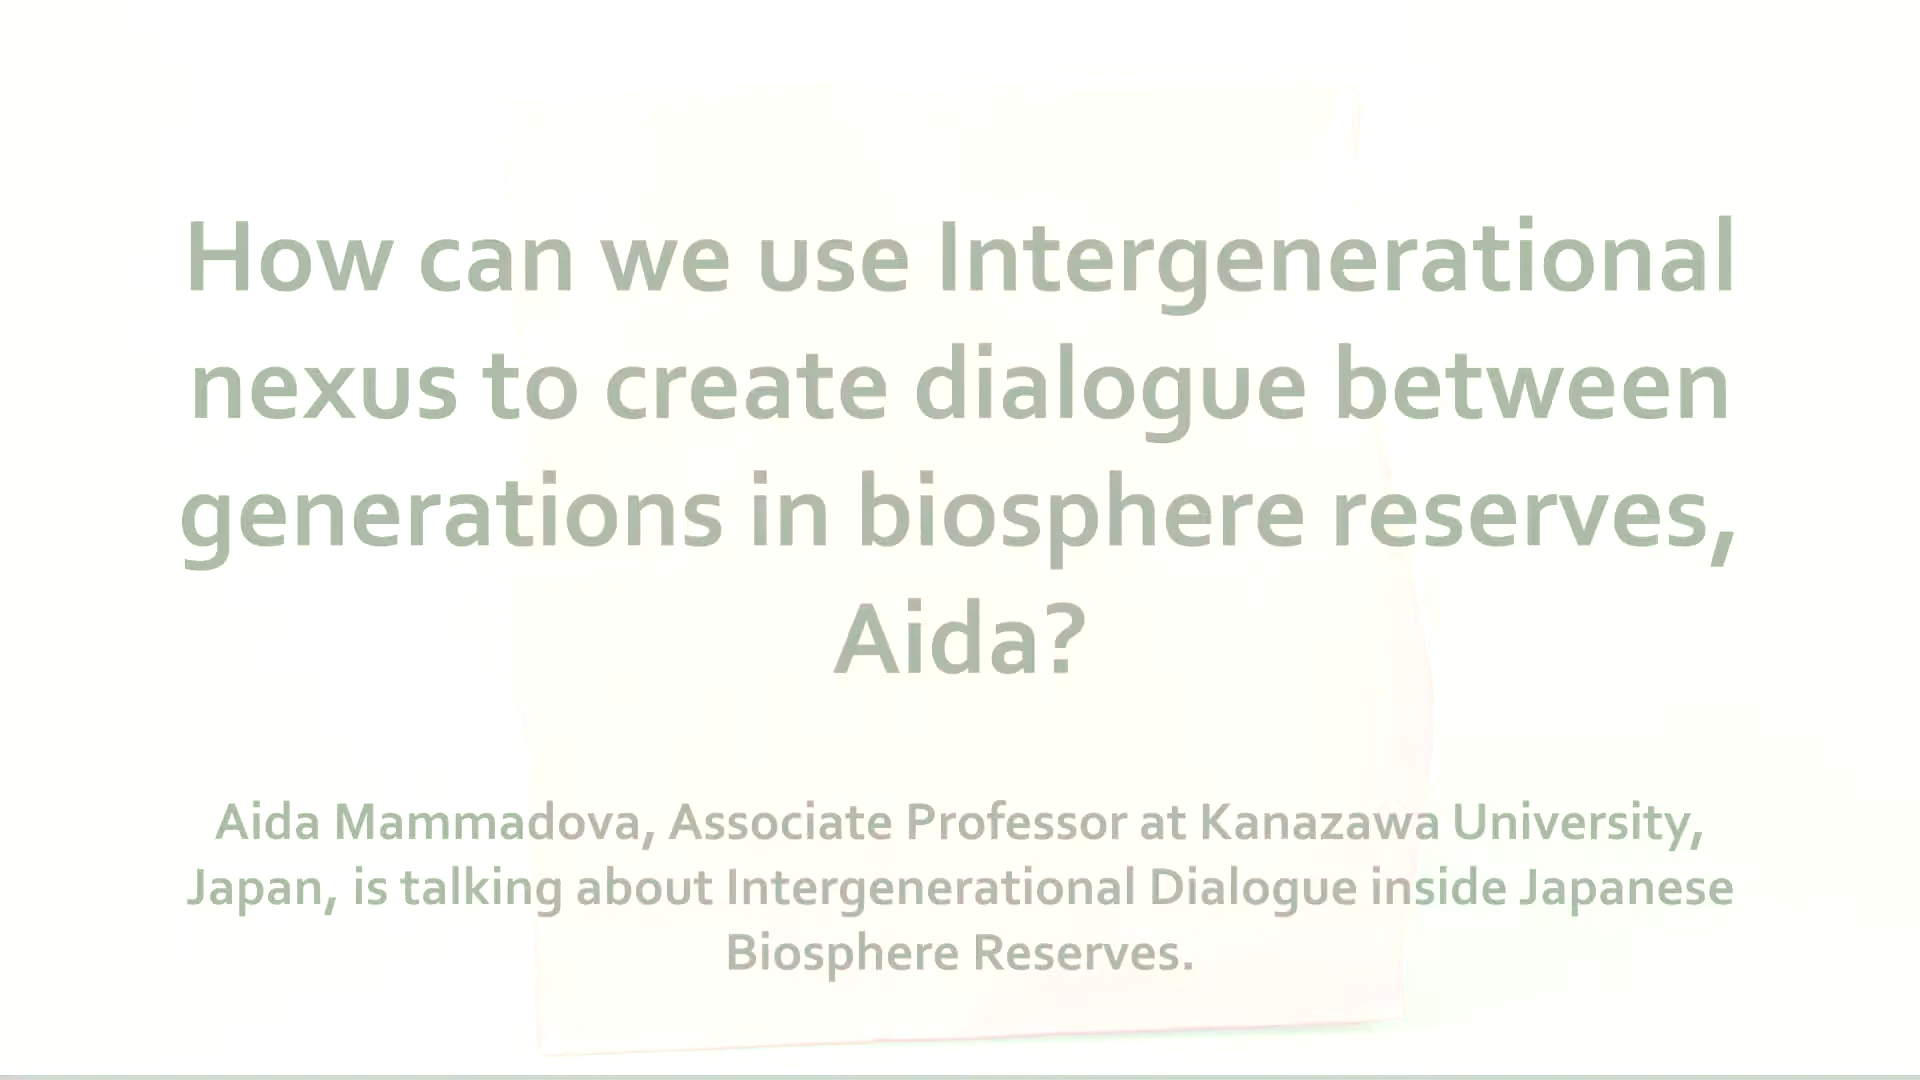 How can we use Intergenerational
nexus to create dialogue between
generations in biosphere reserves,
Aida?
Aida Mammadova, Associate Professor at Kanazawa University,
Japan, is talking about Intergenerational Dialogue inside Japanese
Biosphere Reserves.